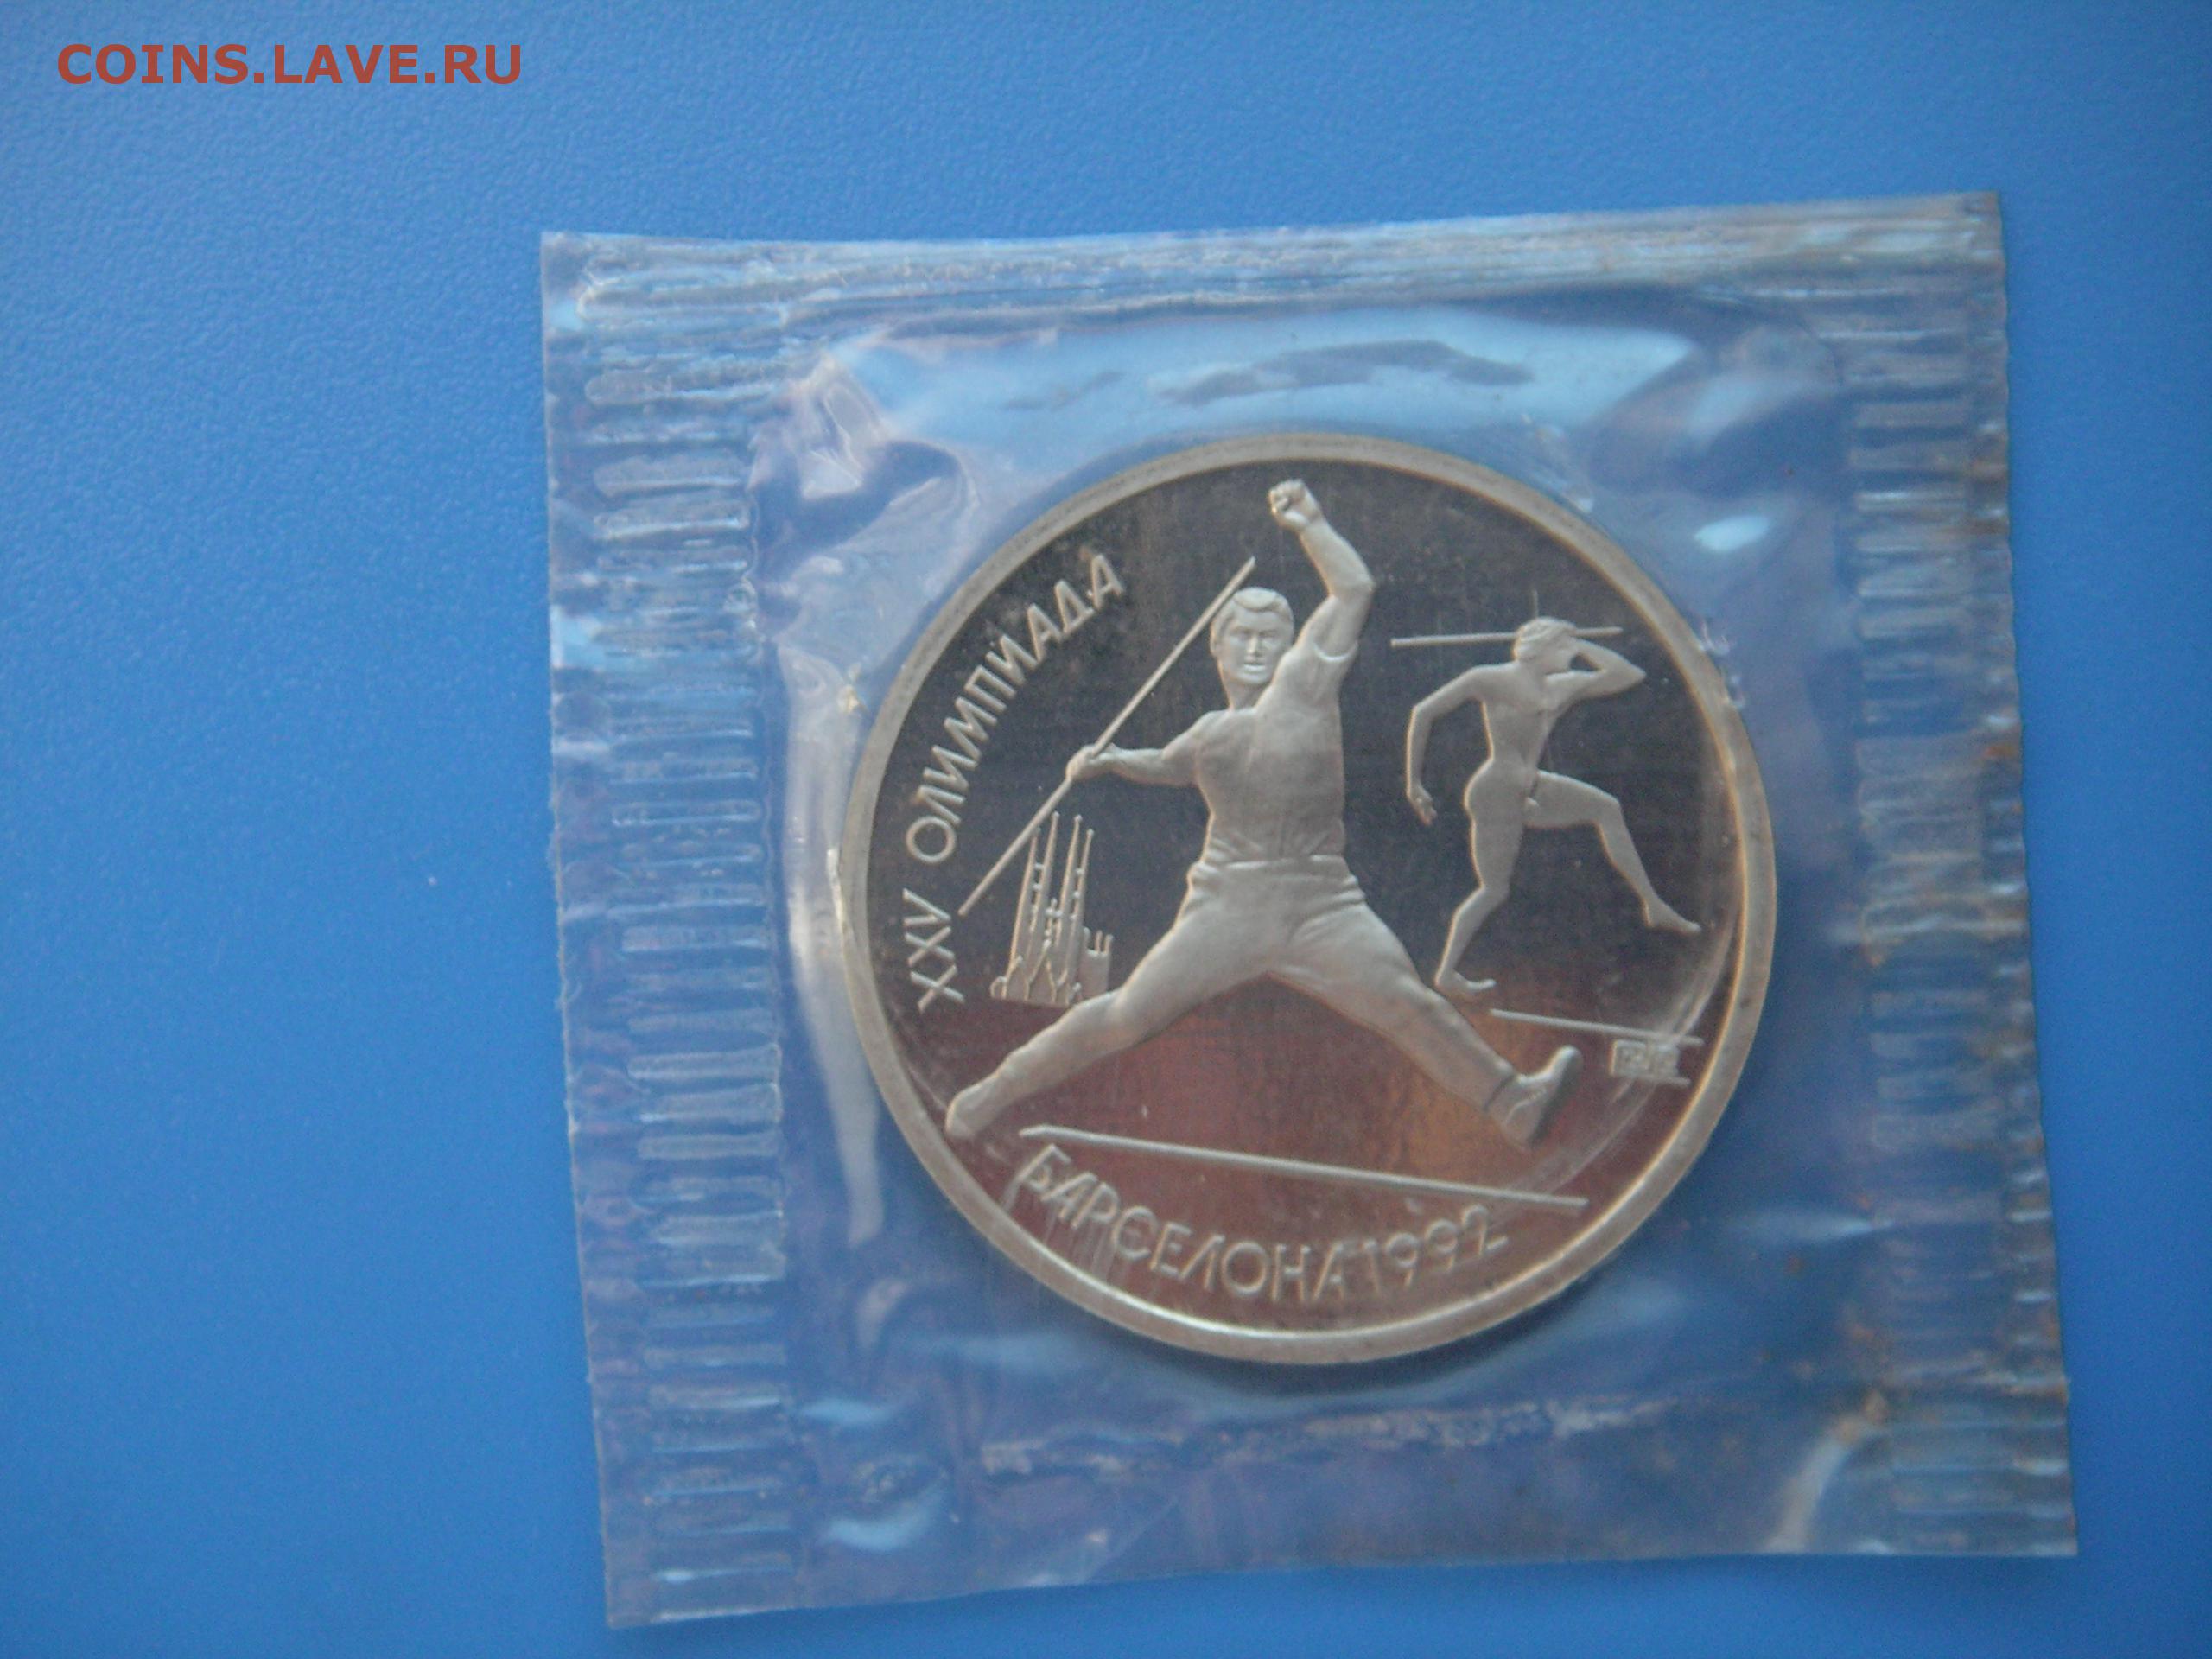 COINS.LAVE.RU
XXV ОЛИМПИАДА
БАРСЕЛОНА 1992